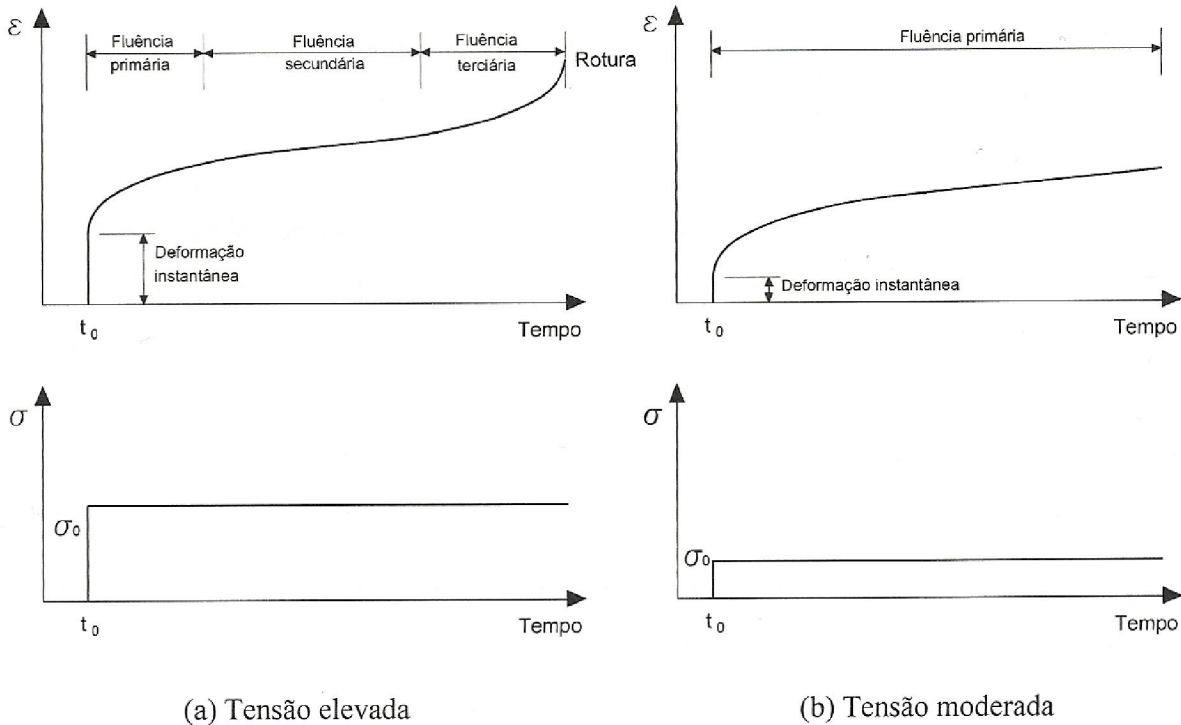 ε
Fluência
primária
Fluência
secundária
Fluência
terciária
Rotura
Deformação
instantânea
t0
Tempo
ε
Fluência primária
Deformação instantânea
t0
Tempo
σ
σ0
t0
Tempo
σ
σ0
t0
Tempo
(a) Tensão elevada
(b) Tensão moderada